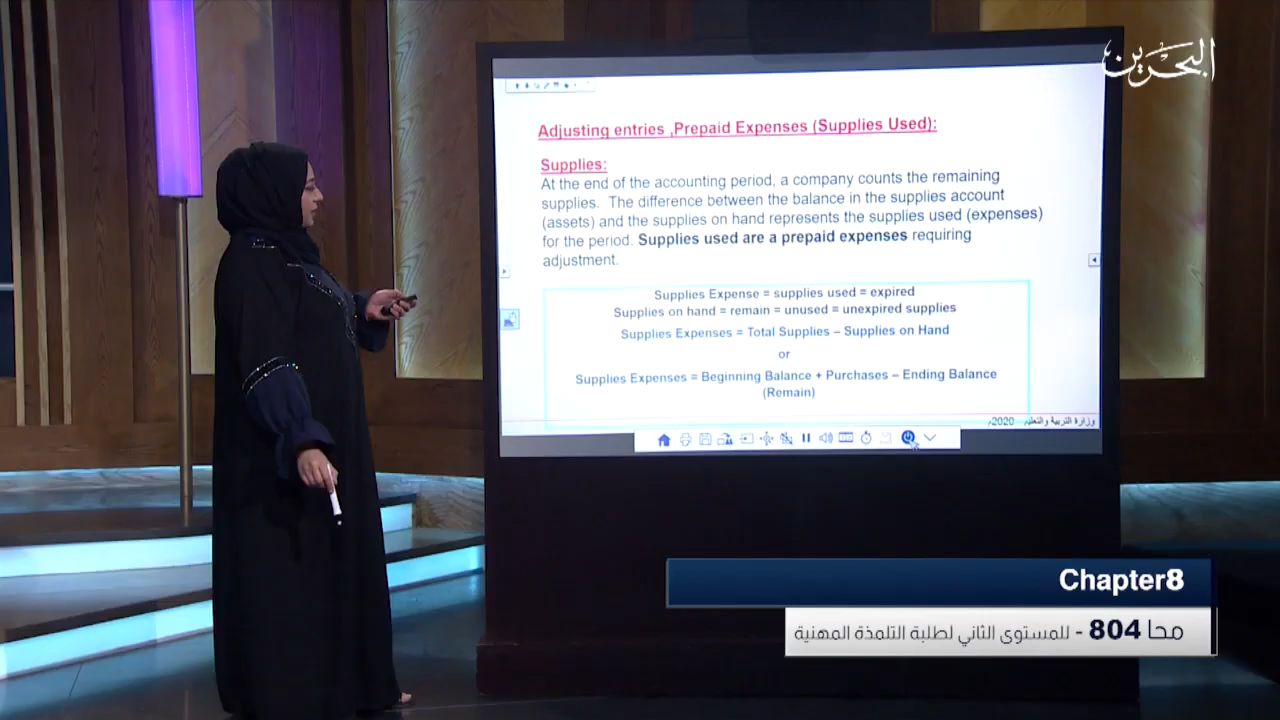 البحرين
Adjusting entries ,Prepaid Expenses (Supplies Used):
Supplies:
At the end of the accounting period, a company counts the remaining
supplies. The difference between the balance in the supplies account
(assets) and the supplies on hand represents the supplies used (expenses)
for the period. Supplies used are a prepaid expenses requiring
adjustment.
Supplies Expense = supplies used = expired
Supplies on hand = remain = unused = unexpired supplies
Supplies Expenses = Total Supplies – Supplies on Hand
or
Supplies Expenses = Beginning Balance + Purchases – Ending Balance
(Remain)
وزارة التربية والتعليم 2020م
Chapter8
محا 804 - للمستوى الثاني لطلبة التلمذة المهنية